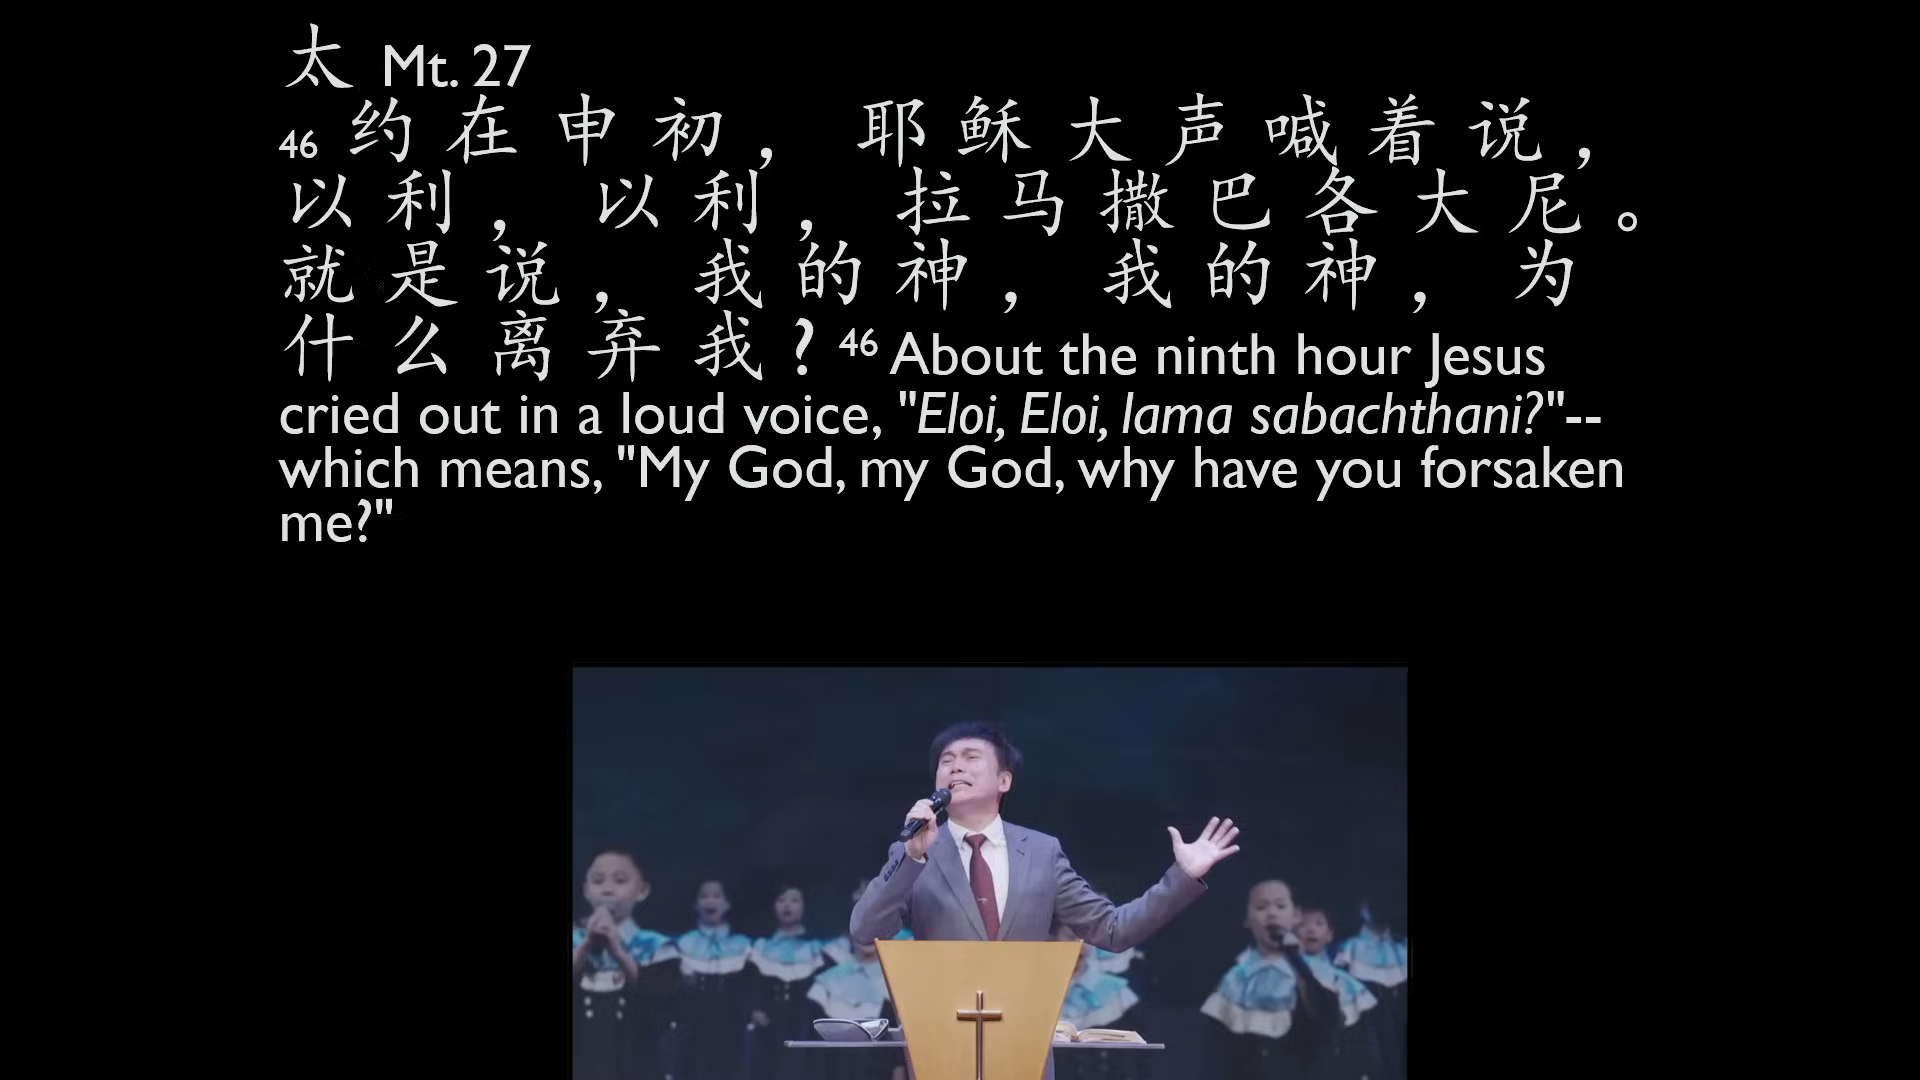 太 Mt. 27
46 约在申初，耶稣大声喊着说，
以利，以利，拉马撒巴各大尼。
就是说，我的神，我的神，为
什么离弃我？46 About the ninth hour Jesus
cried out in a loud voice, "Eloi, Eloi, lama sabachthani?"--
which means, "My God, my God, why have you forsaken
me?"